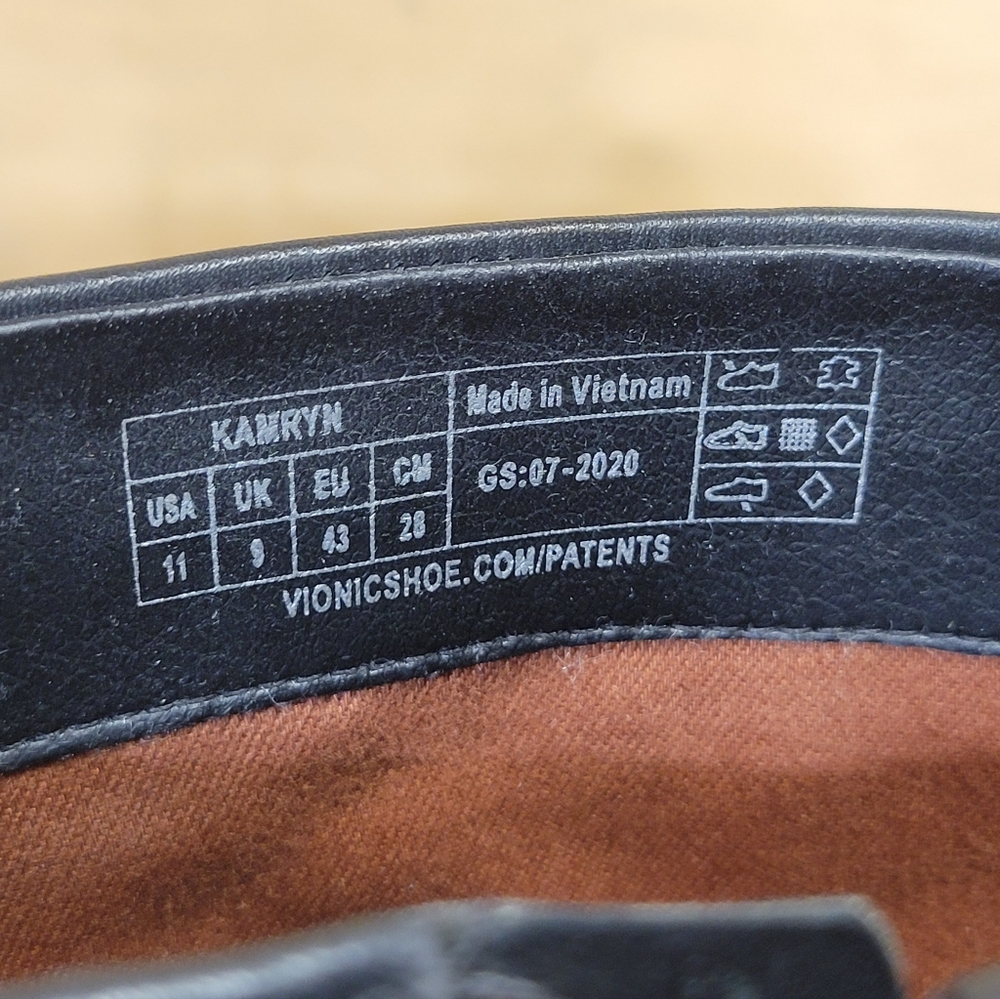 KAMRYN
USA UK EU CM
11 9 43 28
Made in Vietnam
GS:07-2020
VIONICSHOE.COM/PATENTS